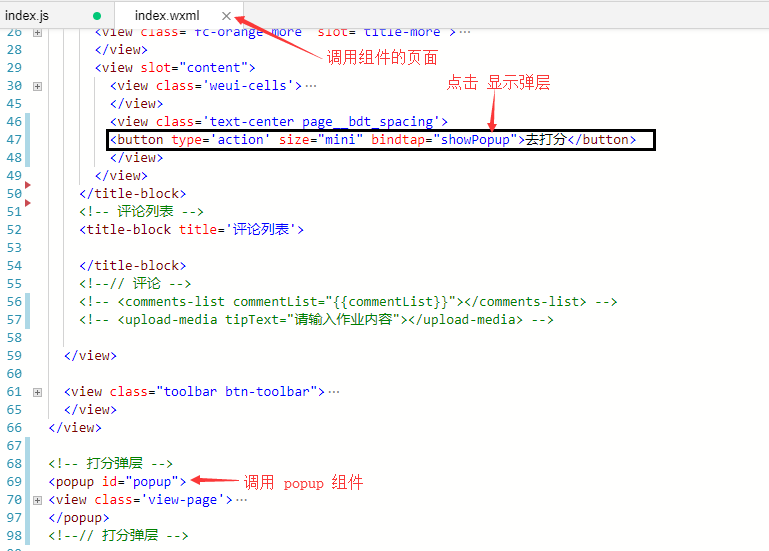 index.js
index.wxml
调用组件的页面
26 <view class="fc-orange more" slot="title-more">…
28 </view>
29 <view slot="content">
30 <view class='weui-cells'>…
点击 显示弹层
45 </view>
46 <view class='text-center page__bdt_spacing'>
47 <button type='action' size="mini" bindtap="showPopup">去打分</button>
48 </view>
49 </view>
50 </title-block>
51 <!-- 评论列表 -->
52 <title-block title='评论列表'>
53
54 </title-block>
55 <!--// 评论 -->
56 <!-- <comments-list commentList="{{commentList}}"></comments-list> -->
57 <!-- <upload-media tipText="请输入作业内容"></upload-media> -->
58
59 </view>
60
61 <view class="toolbar btn-toolbar">…
65 </view>
66 </view>
67
68 <!-- 打分弹层 -->
69 <popup id="popup">
调用 popup 组件
70 <view class='view-page'>…
97 </popup>
98 <!--// 打分弹层 -->